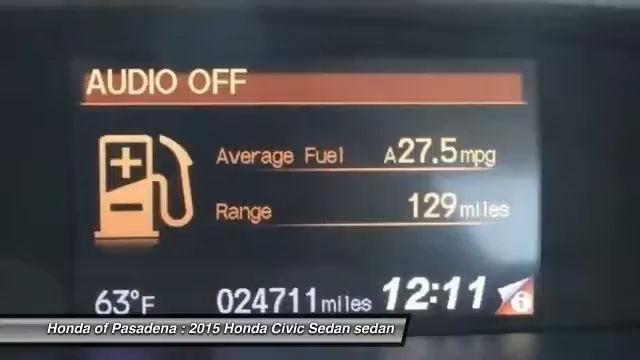 AUDIO OFF
Average Fuel A27.5mpg
Range 129miles
63°F 024711miles 12:11 i
Honda of Pasadena : 2015 Honda Civic Sedan sedan